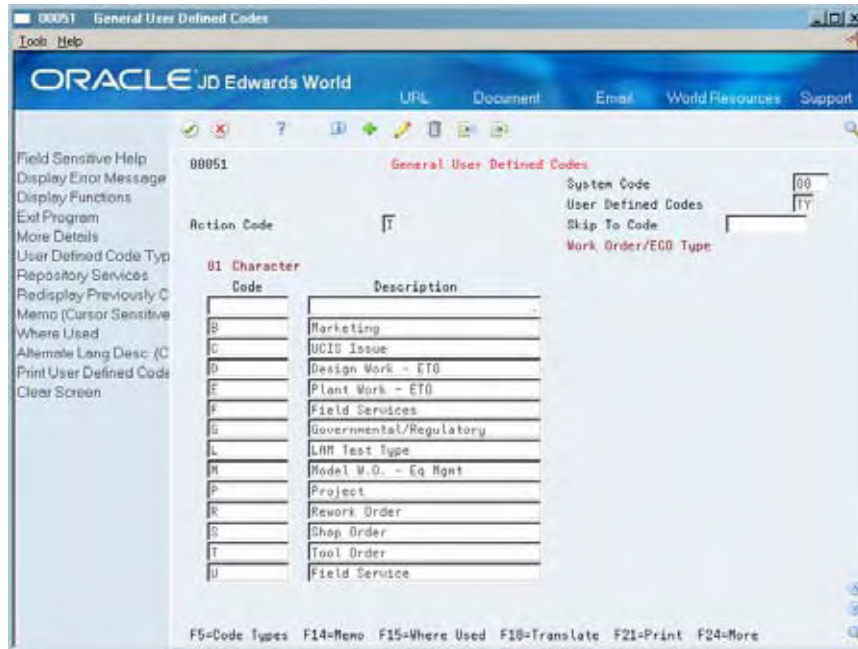 00051 General User Defined Codes
Tools Help
ORACLE JD Edwards World
URL Document Email World Resources Support
Field Sensitive Help
Display Error Message
Display Functions
Exit Program
More Details
User Defined Code Typ
Repository Services
Redisplay Previously C
Memo (Cursor Sensitive
Where Used
Alternate Lang Desc (C
Print User Defined Code
Clear Screen
00051 General User Defined Codes
System Code 00
User Defined Codes TY
Action Code I Skip To Code
Work Order/ECO Type
01 Character
Code Description
.
B Marketing
C UCIS Issue
D Design Work - ETO
E Plant Work - ETO
F Field Services
G Governmental/Regulatory
L LAM Test Type
M Model W.O. - Eq Mgmt
P Project
R Rework Order
S Shop Order
T Tool Order
U Field Service
F5=Code Types F14=Memo F15=Where Used F18=Translate F21=Print F24=More